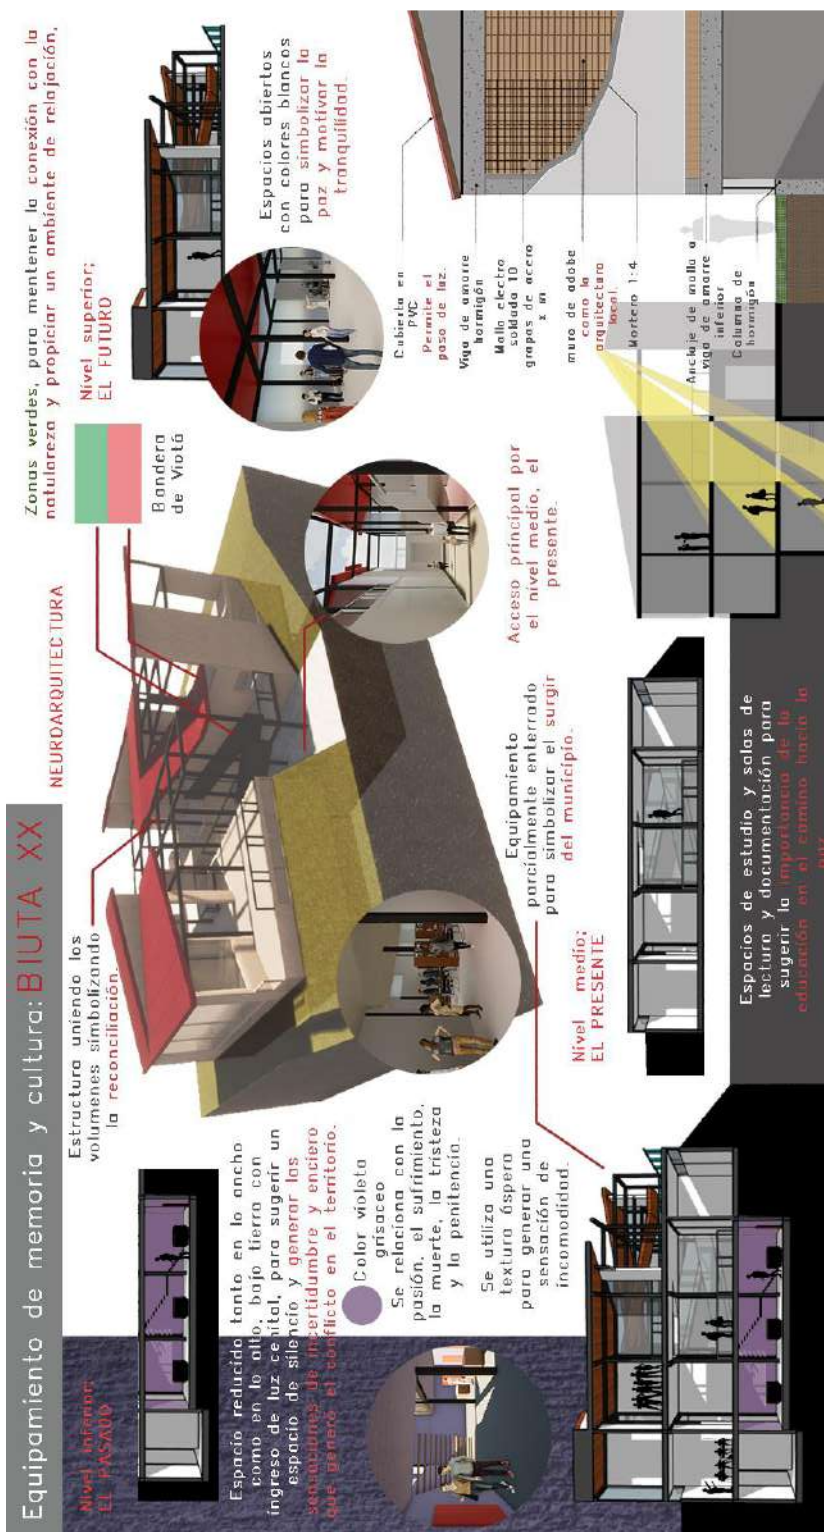 Equipamiento de memoria y cultura: BIUTA XX
NEUROARQUITECTURA
Zonas verdes, para mantener la conexión con la
natulareza y propiciar un ambiente de relajación.
Nivel inferior:
EL PASADO
Espacio reducido tanto en lo ancho
como en lo alto, bajo tierra con
ingreso de luz cenital, para sugerir un
espacio de silencio y generar las
sensaciones de incertidumbre y encierro
que generó el conflicto en el territorio.
Color violeta
grisaceo
Se relaciona con la
pasión, el sufrimiento,
la muerte, la tristeza
y la penitencia.
Se utiliza una
textura áspera
para generar una
sensación de
incomodidad.
Estructura uniendo los
volumenes simbolizando
la reconciliación.
Equipamiento
parcialmente enterrado
para simbolizar el surgir
del municipio.
Nivel medio:
EL PRESENTE
Espacios de estudio y salas de
lectura y documentación para
sugerir la importancia de la
educación en el camino hacia la
paz
Bandera
de Viotá
Acceso principal por
el nivel medio, el
presente.
Nivel superior:
EL FUTURO
Espacios abiertos
con colores blancos
para simbolizar la
paz y motivar la
tranquilidad.
Cubierta en
PVC
Permite el
paso de luz.
Viga de amarre
hormigón
Malla electro
soldada 10
grapas de acero
x m
muro de adobe
como la
arquitectura
local.
Mortero 1:4
Anclaje de malla a
viga de amarre
inferior
Columna de
hormigón